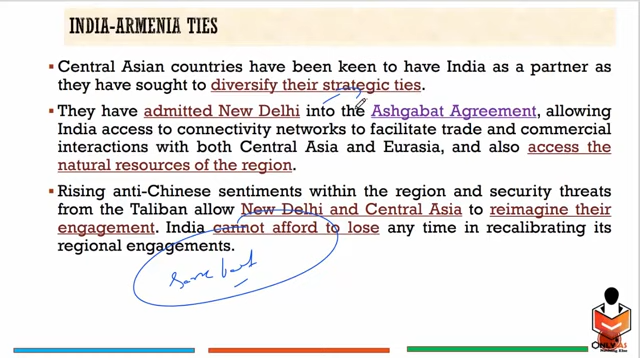 INDIA-ARMENIA TIES
Central Asian countries have been keen to have India as a partner as
they have sought to diversify their strategic ties.
They have admitted New Delhi into the Ashgabat Agreement, allowing
India access to connectivity networks to facilitate trade and commercial
interactions with both Central Asia and Eurasia, and also access the
natural resources of the region.
Rising anti-Chinese sentiments within the region and security threats
from the Taliban allow New Delhi and Central Asia to reimagine their
engagement. India cannot afford to lose any time in recalibrating its
regional engagements.